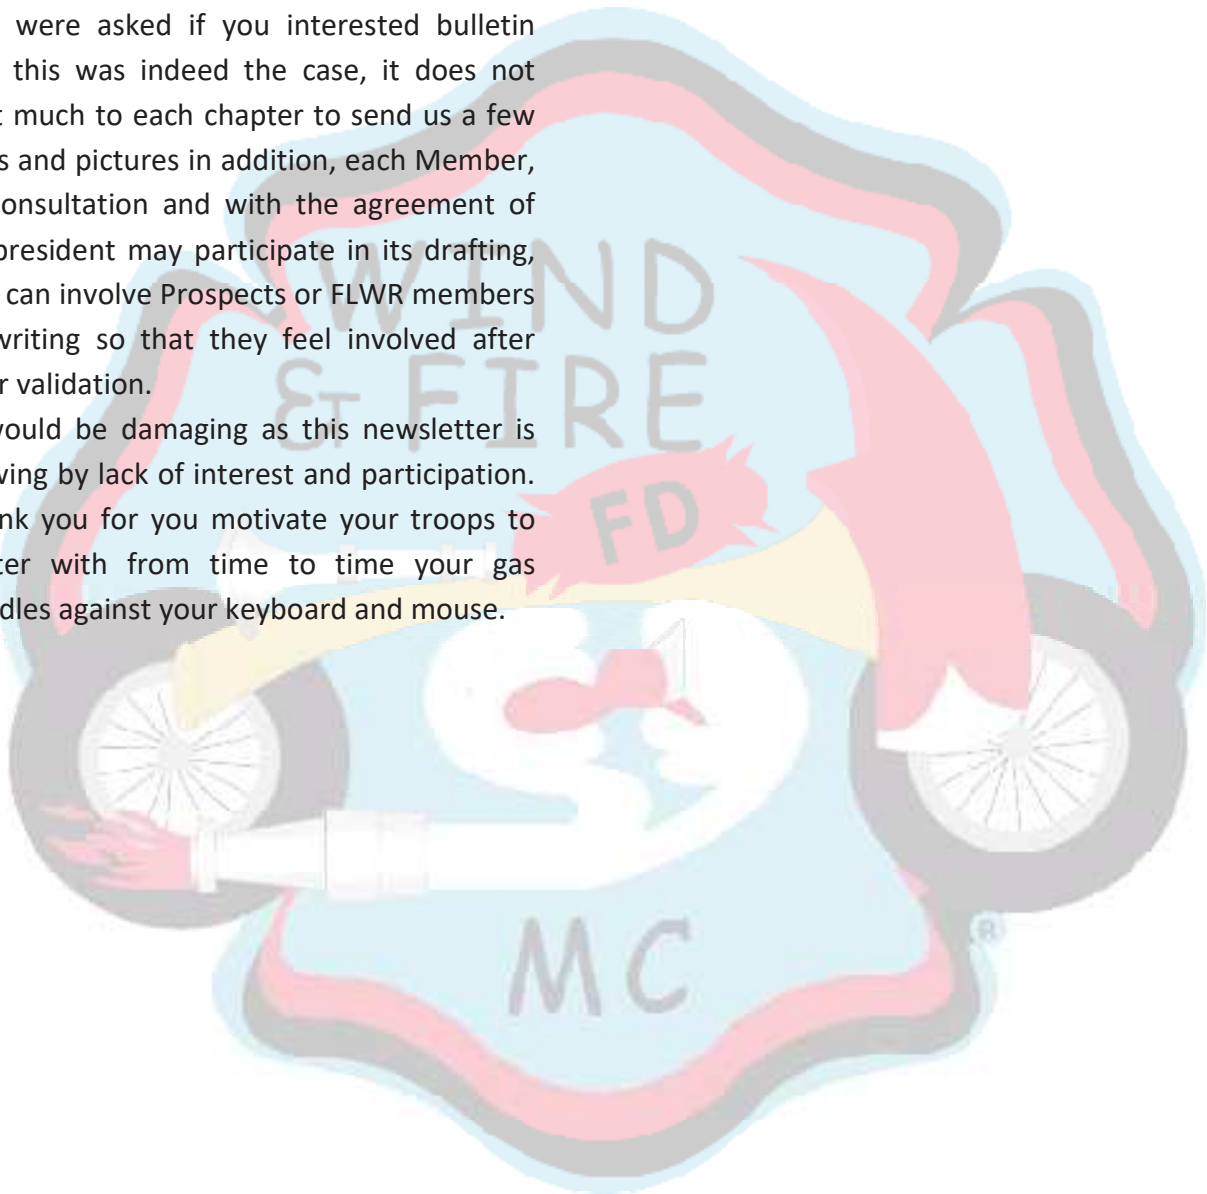 were asked if you interested bulletin
this was indeed the case, it does not
t much to each chapter to send us a few
s and pictures in addition, each Member,
onsultation and with the agreement of
president may participate in its drafting,
can involve Prospects or FLWR members
writing so that they feel involved after
r validation.
vould be damaging as this newsletter is
wing by lack of interest and participation.
nk you for you motivate your troops to
ter with from time to time your gas
dles against your keyboard and mouse.
WIND
& FIRE
FD
MC
®